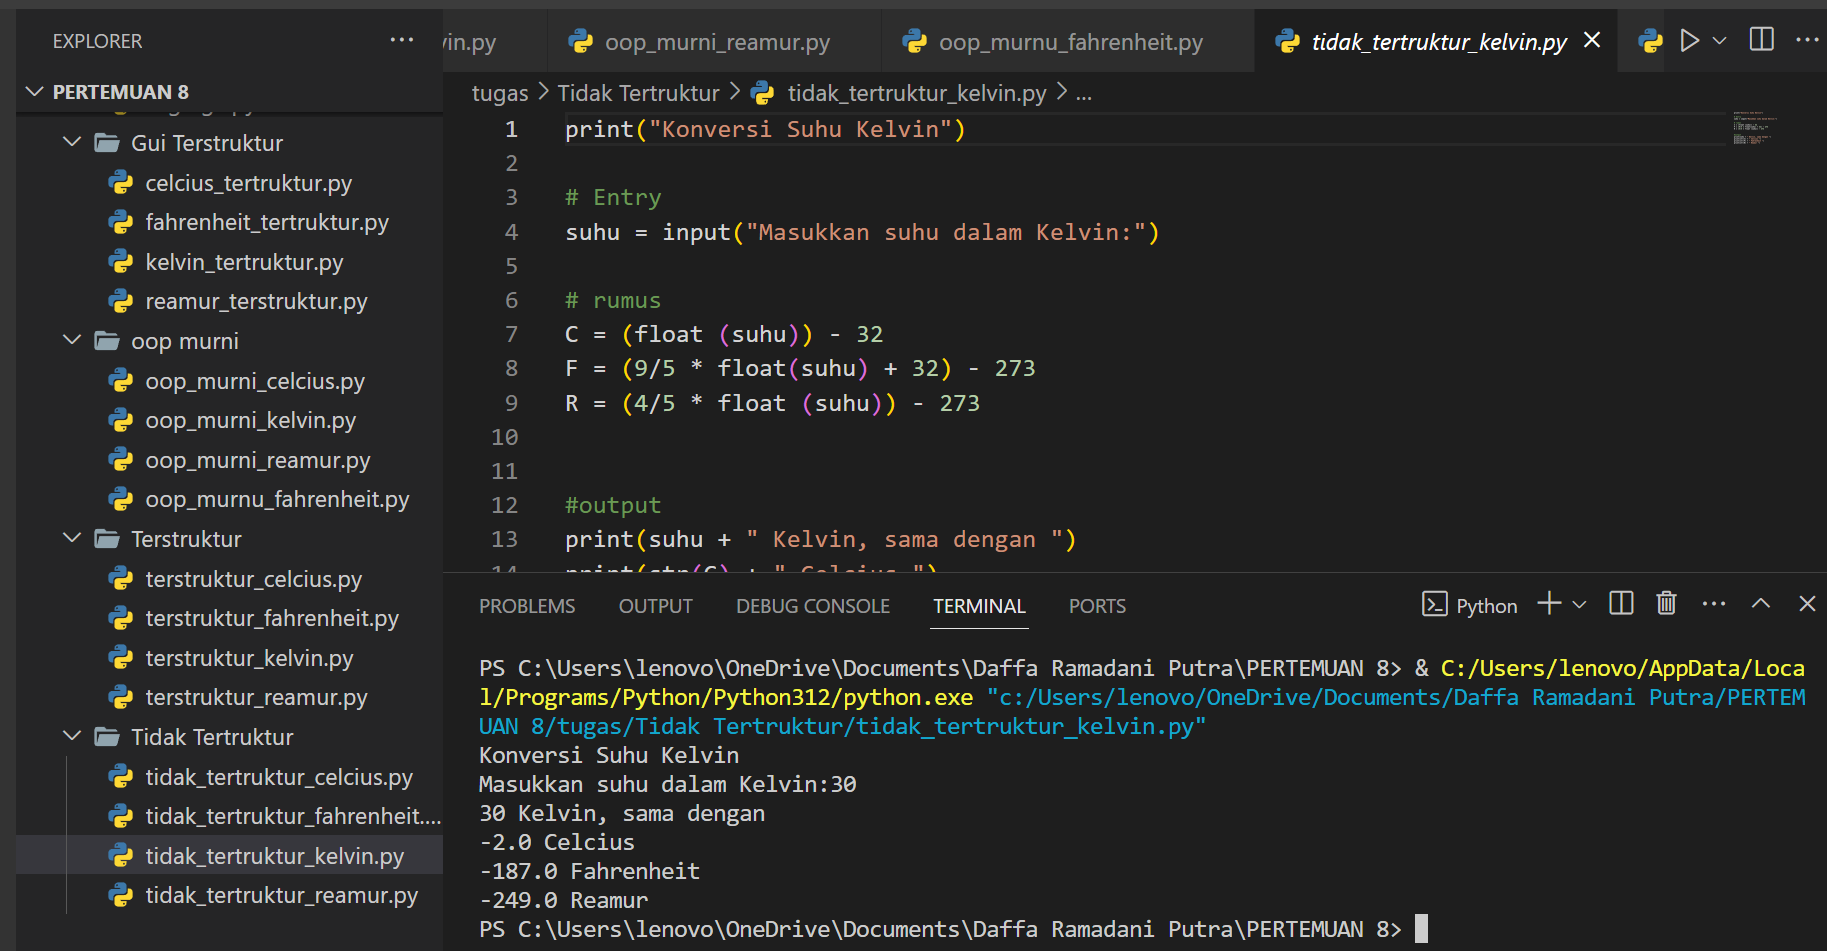 EXPLORER
PERTEMUAN 8
Gui Terstruktur
celcius_tertruktur.py
fahrenheit_tertruktur.py
kelvin_tertruktur.py
reamur_terstruktur.py
oop murni
oop_murni_celcius.py
oop_murni_kelvin.py
oop_murni_reamur.py
oop_murnu_fahrenheit.py
Terstruktur
terstruktur_celcius.py
terstruktur_fahrenheit.py
terstruktur_kelvin.py
terstruktur_reamur.py
Tidak Tertruktur
tidak_tertruktur_celcius.py
tidak_tertruktur_fahrenheit....
tidak_tertruktur_kelvin.py
tidak_tertruktur_reamur.py
vin.py oop_murni_reamur.py oop_murnu_fahrenheit.py tidak_tertruktur_kelvin.py
tugas > Tidak Tertruktur > tidak_tertruktur_kelvin.py > ...
1 print("Konversi Suhu Kelvin")
2
3 # Entry
4 suhu = input("Masukkan suhu dalam Kelvin:")
5
6 # rumus
7 C = (float (suhu)) - 32
8 F = (9/5 * float(suhu) + 32) - 273
9 R = (4/5 * float (suhu)) - 273
10
11
12 #output
13 print(suhu + " Kelvin, sama dengan ")
14 print(str(C) + " Celcius ")
PROBLEMS OUTPUT DEBUG CONSOLE TERMINAL PORTS Python
PS C:\Users\lenovo\OneDrive\Documents\Daffa Ramadani Putra\PERTEMUAN 8> & C:/Users/lenovo/AppData/Loca
l/Programs/Python/Python312/python.exe "c:/Users/lenovo/OneDrive/Documents/Daffa Ramadani Putra/PERTEM
UAN 8/tugas/Tidak Tertruktur/tidak_tertruktur_kelvin.py"
Konversi Suhu Kelvin
Masukkan suhu dalam Kelvin:30
30 Kelvin, sama dengan
-2.0 Celcius
-187.0 Fahrenheit
-249.0 Reamur
PS C:\Users\lenovo\OneDrive\Documents\Daffa Ramadani Putra\PERTEMUAN 8>